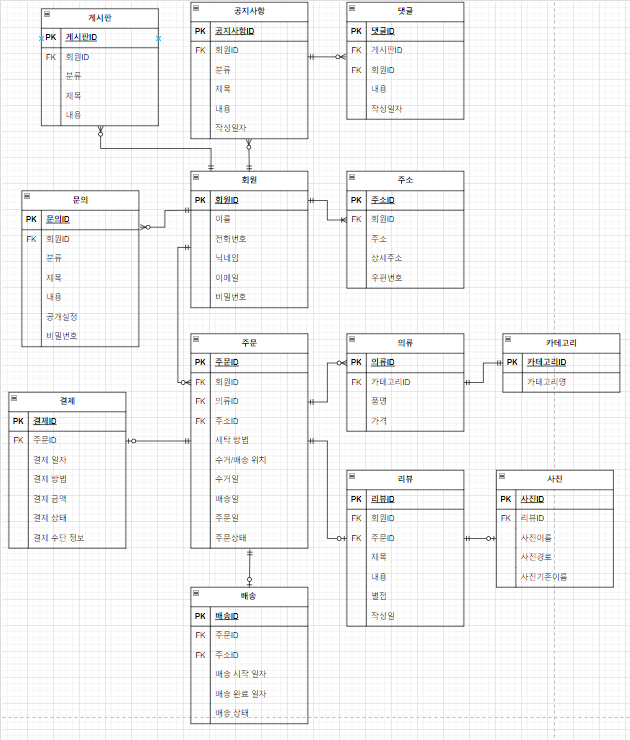 게시판
PK 게시판ID
FK 회원ID
분류
제목
내용
공지사항
PK 공지사항ID
FK 회원ID
분류
제목
내용
작성일자
댓글
PK 댓글ID
FK 게시판ID
FK 회원ID
내용
작성일자
문의
PK 문의ID
FK 회원ID
분류
제목
내용
공개설정
비밀번호
회원
PK 회원ID
이름
전화번호
닉네임
이메일
비밀번호
주소
PK 주소ID
FK 회원ID
주소
상세주소
우편번호
결제
PK 결제ID
FK 주문ID
결제 일자
결제 방법
결제 금액
결제 상태
결제 수단 정보
주문
PK 주문ID
FK 회원ID
FK 의류ID
FK 주소ID
세탁 방법
수거/배송 위치
수거일
배송일
주문일
주문상태
의류
PK 의류ID
FK 카테고리ID
품명
가격
카테고리
PK 카테고리ID
카테고리명
리뷰
PK 리뷰ID
FK 회원ID
FK 주문ID
제목
내용
별점
작성일
사진
PK 사진ID
FK 리뷰ID
사진이름
사진경로
사진기존이름
배송
PK 배송ID
FK 주문ID
FK 주소ID
배송 시작 일자
배송 완료 일자
배송 상태